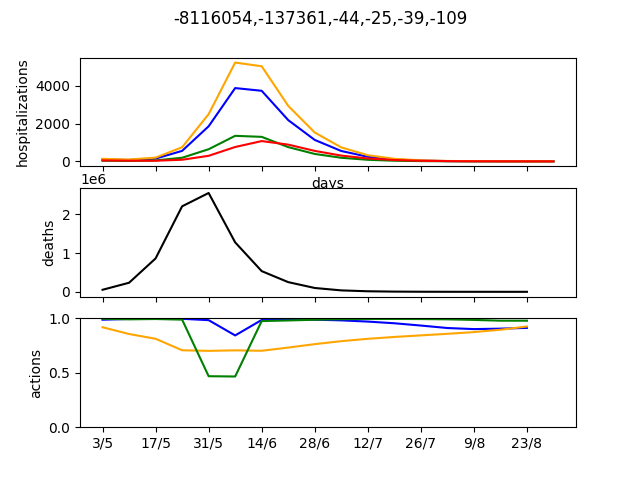 -8116054,-137361,-44,-25,-39,-109
hospitalizations
4000
2000
0
days
1e6
deaths
2
1
0
actions
1.0
0.5
0.0
3/5 17/5 31/5 14/6 28/6 12/7 26/7 9/8 23/8